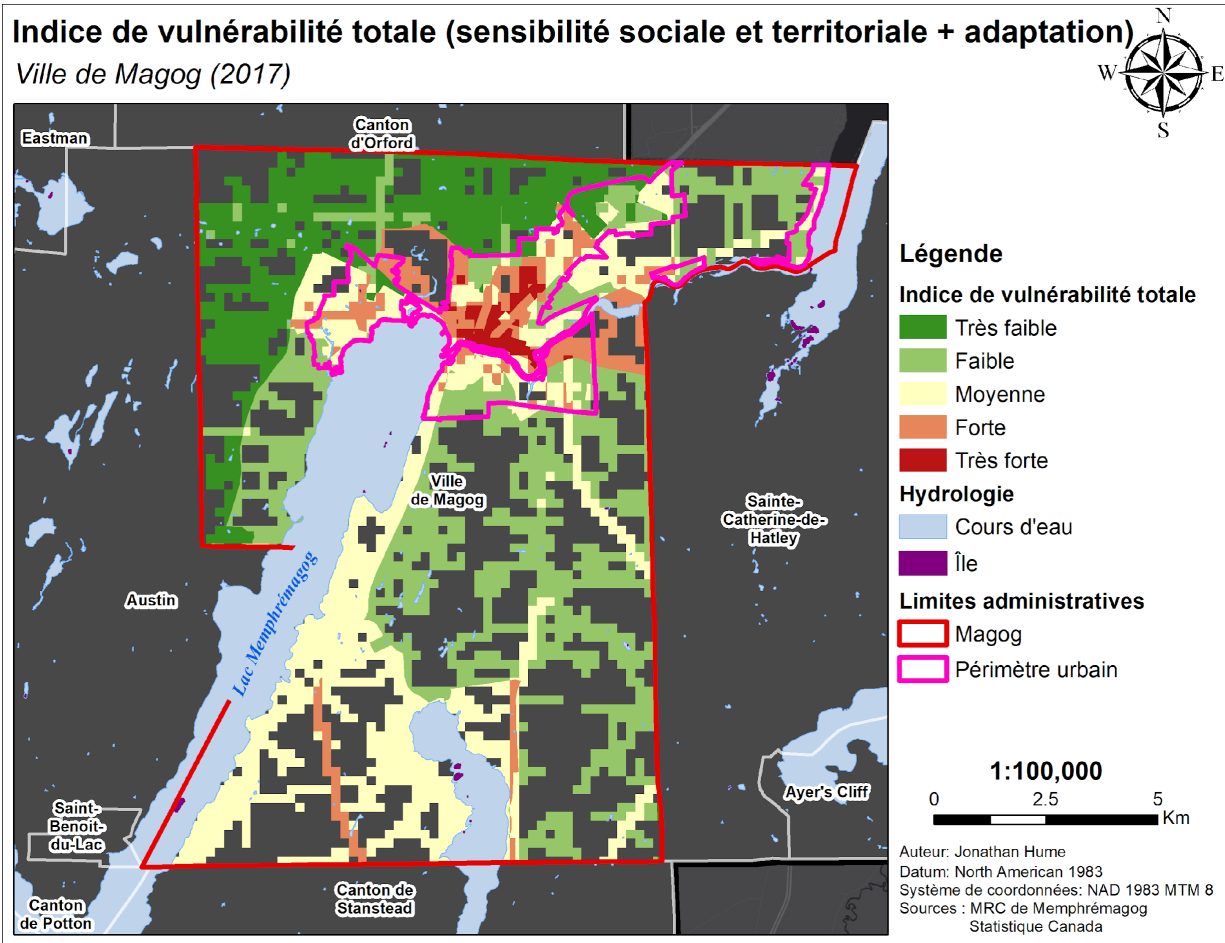 Indice de vulnérabilité totale (sensibilité sociale et territoriale + adaptation)
Ville de Magog (2017)
N
W
E
S
Eastman
Canton
d'Orford
Ville
de Magog
Sainte-
Catherine-de-
Hatley
Austin
Lac Memphrémagog
Saint-
Benoit-
du-Lac
Ayer's Cliff
Canton
de Potton
Canton de
Stanstead
Légende
Indice de vulnérabilité totale
Très faible
Faible
Moyenne
Forte
Très forte
Hydrologie
Cours d'eau
Île
Limites administratives
Magog
Périmètre urbain
1:100,000
0 2.5 5
Km
Auteur: Jonathan Hume
Datum: North American 1983
Système de coordonnées: NAD 1983 MTM 8
Sources : MRC de Memphrémagog
Statistique Canada